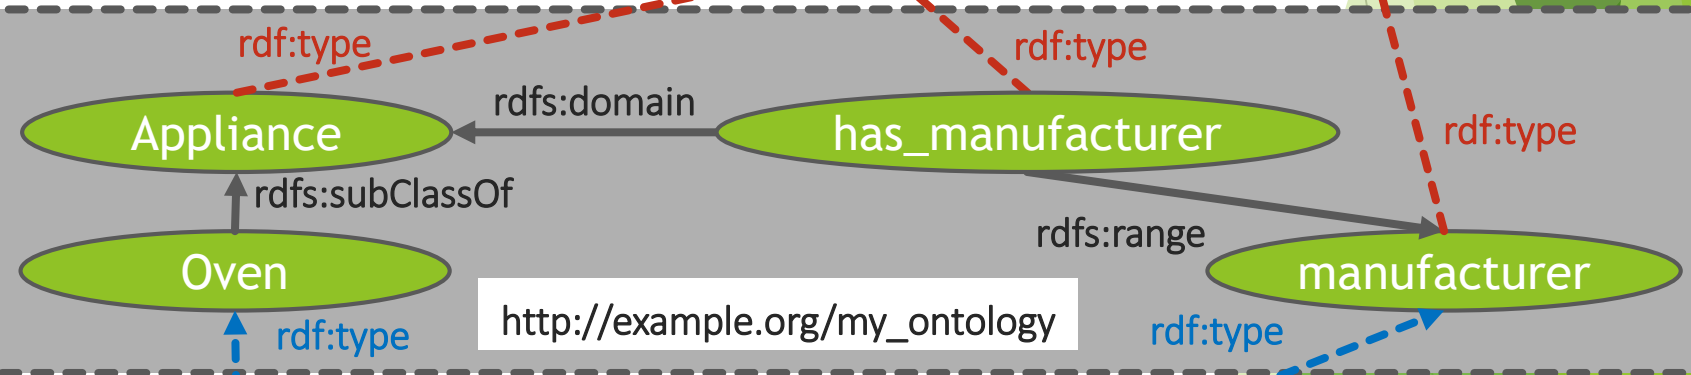 rdf:type
rdf:type
rdfs:domain
Appliance
has_manufacturer
rdf:type
rdfs:subClassOf
rdfs:range
Oven
manufacturer
http://example.org/my_ontology
rdf:type
rdf:type